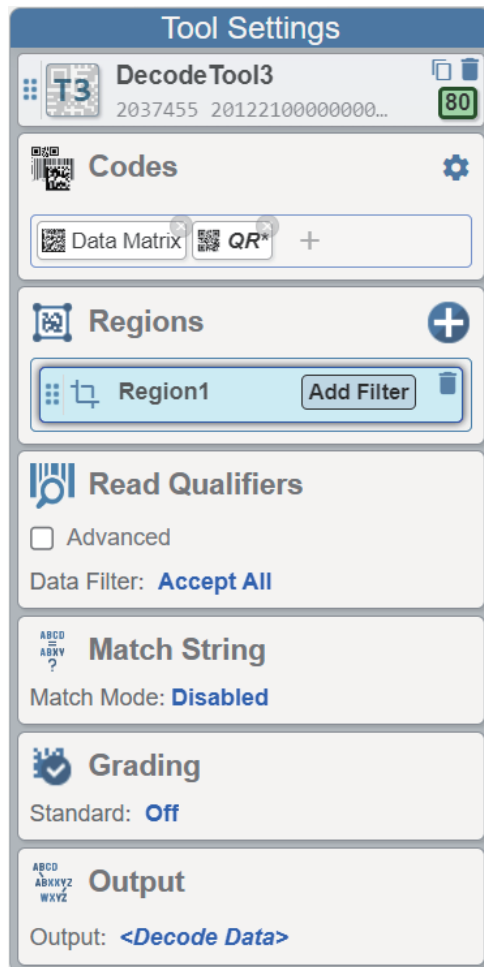 Tool Settings
T3 DecodeTool3
2037455 20122100000000... 80
Codes
Data Matrix QR* +
Regions
Region1 Add Filter
Read Qualifiers
Advanced
Data Filter: Accept All
ABCD
=
ABXY
?
Match String
Match Mode: Disabled
Grading
Standard: Off
ABCD
ABXXYZ
WXYZ
Output
Output: <Decode Data>